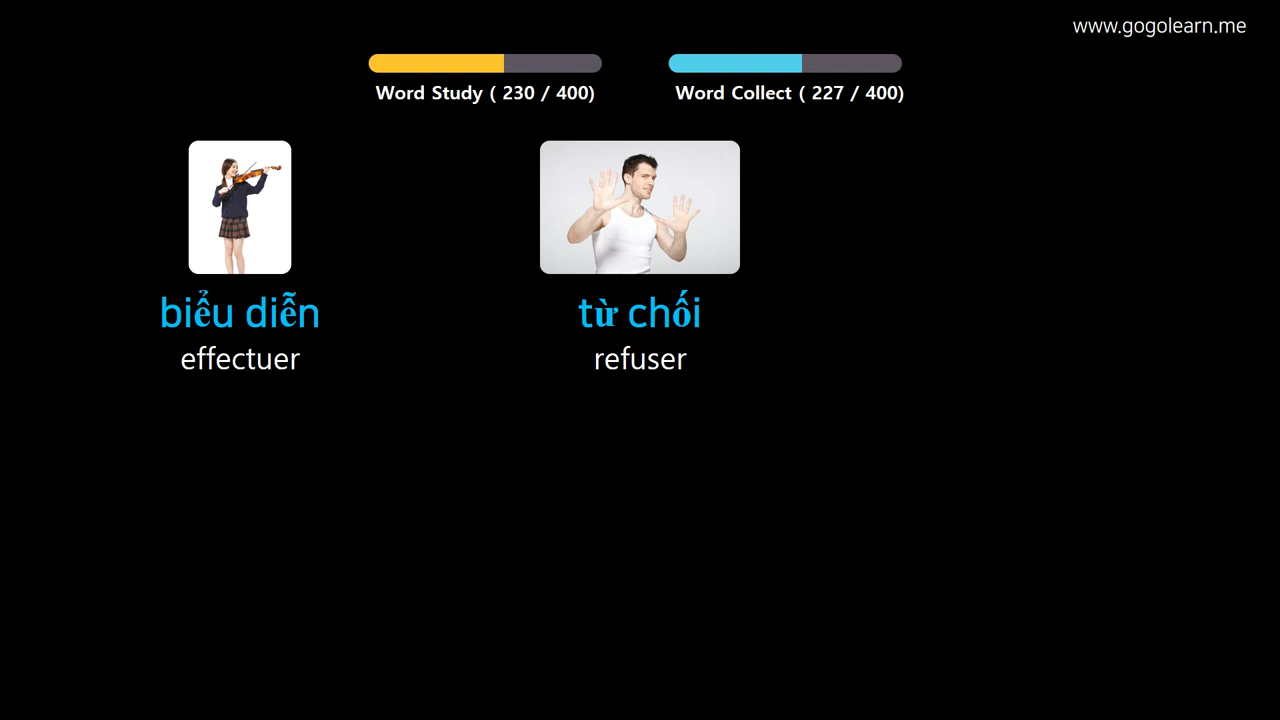 www.gogolearn.me
Word Study ( 230 / 400)
Word Collect ( 227 / 400)
biểu diễn
effectuer
từ chối
refuser